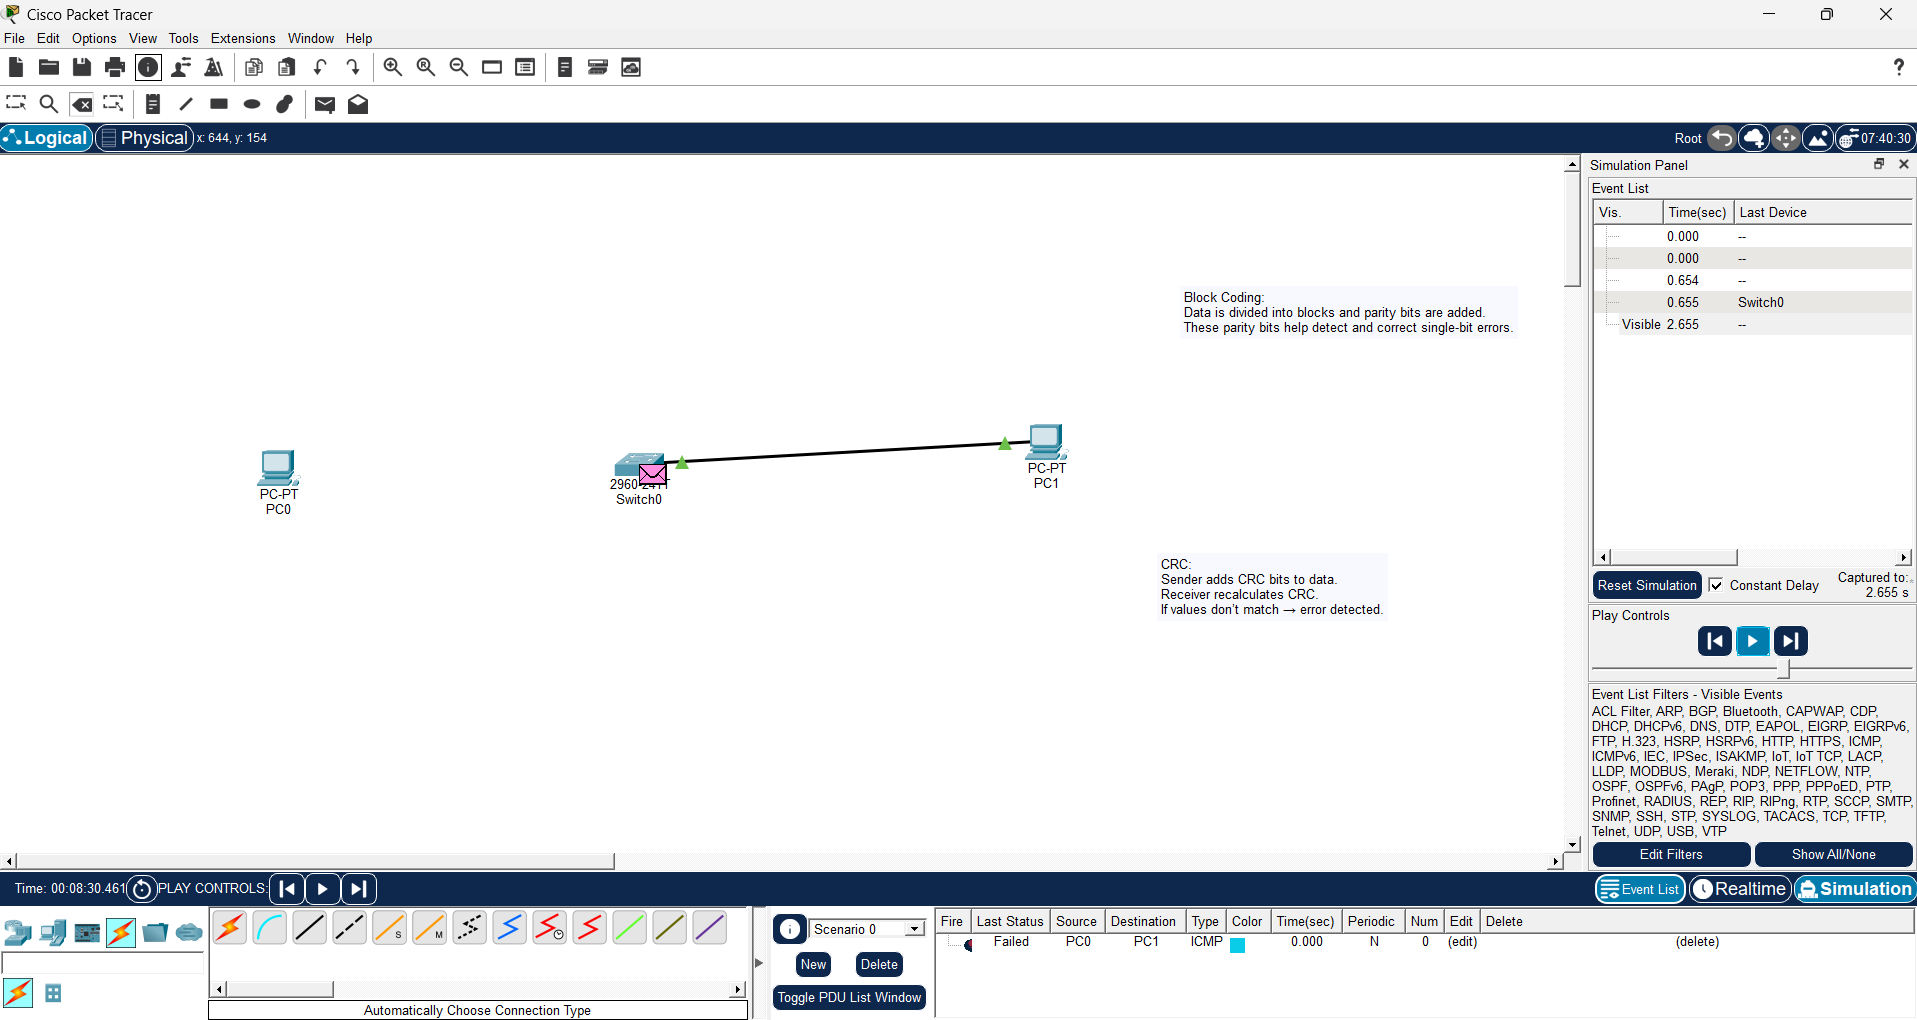 Cisco Packet Tracer
File Edit Options View Tools Extensions Window Help
?
Logical Physical x: 644, y: 154 Root 07:40:30
Simulation Panel
Event List
Vis. Time(sec) Last Device
0.000 --
0.000 --
0.654 --
0.655 Switch0
Visible 2.655 --
Block Coding:
Data is divided into blocks and parity bits are added.
These parity bits help detect and correct single-bit errors.
PC-PT
PC0
Switch0
PC-PT
PC1
CRC:
Sender adds CRC bits to data.
Receiver recalculates CRC.
If values don't match → error detected.
Reset Simulation Constant Delay Captured to:
2.655 s
Play Controls
Event List Filters - Visible Events
ACL Filter, ARP, BGP, Bluetooth, CAPWAP, CDP,
DHCP, DHCPv6, DNS, DTP, EAPOL, EIGRP, EIGRPv6,
FTP, H.323, HSRP, HSRPv6, HTTP, HTTPS, ICMP,
ICMPv6, IEC, IPSec, ISAKMP, IoT, IoT TCP, LACP,
LLDP, MODBUS, Meraki, NDP, NETFLOW, NTP,
OSPF, OSPFv6, PAgP, POP3, PPP, PPPoED, PTP,
Profinet, RADIUS, REP, RIP, RIPng, RTP, SCCP, SMTP,
SNMP, SSH, STP, SYSLOG, TACACS, TCP, TFTP,
Telnet, UDP, USB, VTP
Edit Filters Show All/None
Time: 00:08:30.461 PLAY CONTROLS: Event List Realtime Simulation
S M
Automatically Choose Connection Type
Scenario 0
New Delete
Toggle PDU List Window
Fire Last Status Source Destination Type Color Time(sec) Periodic Num Edit Delete
Failed PC0 PC1 ICMP 0.000 N 0 (edit) (delete)